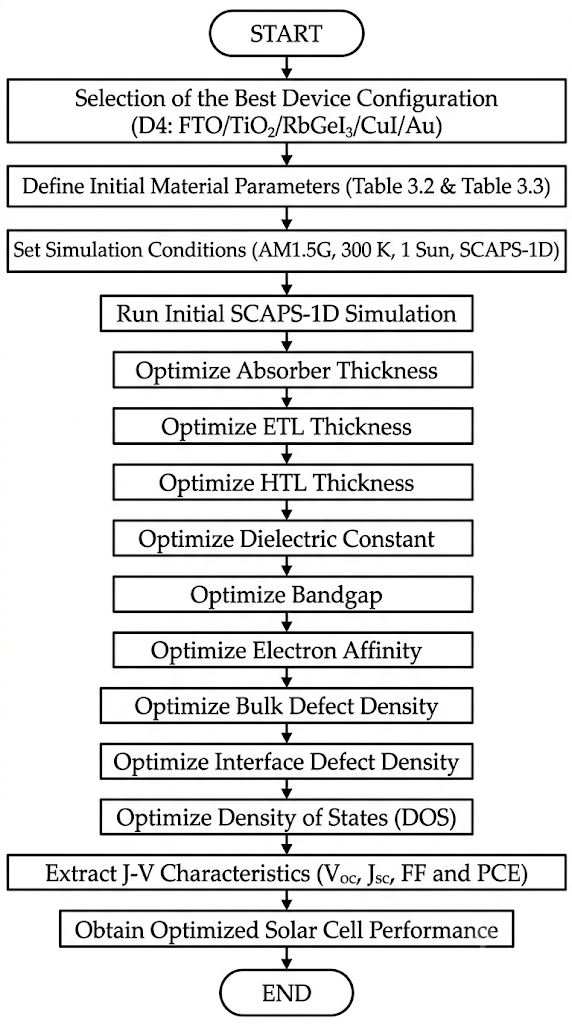 START
Selection of the Best Device Configuration
(D4: FTO/TiO₂/RbGeI₃/CuI/Au)
Define Initial Material Parameters (Table 3.2 & Table 3.3)
Set Simulation Conditions (AM1.5G, 300 K, 1 Sun, SCAPS-1D)
Run Initial SCAPS-1D Simulation
Optimize Absorber Thickness
Optimize ETL Thickness
Optimize HTL Thickness
Optimize Dielectric Constant
Optimize Bandgap
Optimize Electron Affinity
Optimize Bulk Defect Density
Optimize Interface Defect Density
Optimize Density of States (DOS)
Extract J-V Characteristics (Voc, Jsc, FF and PCE)
Obtain Optimized Solar Cell Performance
END